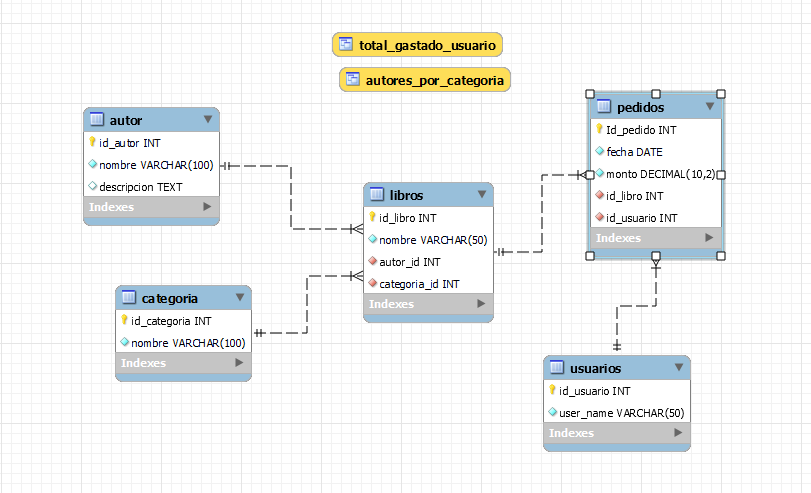 total_gastado_usuario
autores_por_categoria
autor
id_autor INT
nombre VARCHAR(100)
descripcion TEXT
Indexes
categoria
id_categoria INT
nombre VARCHAR(100)
Indexes
libros
id_libro INT
nombre VARCHAR(50)
autor_id INT
categoria_id INT
Indexes
pedidos
Id_pedido INT
fecha DATE
monto DECIMAL(10,2)
id_libro INT
id_usuario INT
Indexes
usuarios
id_usuario INT
user_name VARCHAR(50)
Indexes